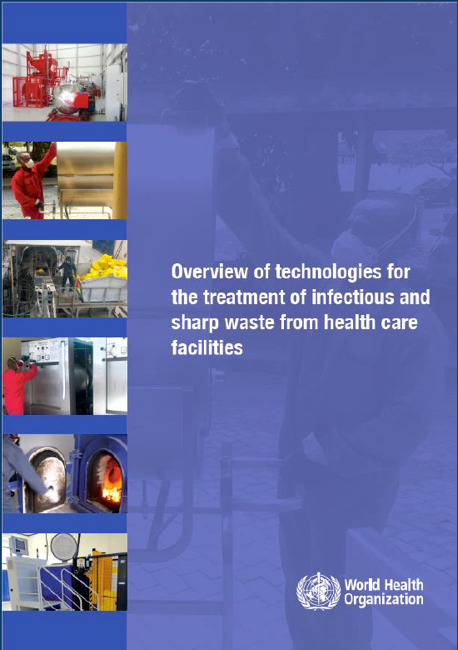 Overview of technologies for
the treatment of infectious and
sharp waste from health care
facilities
World Health
Organization